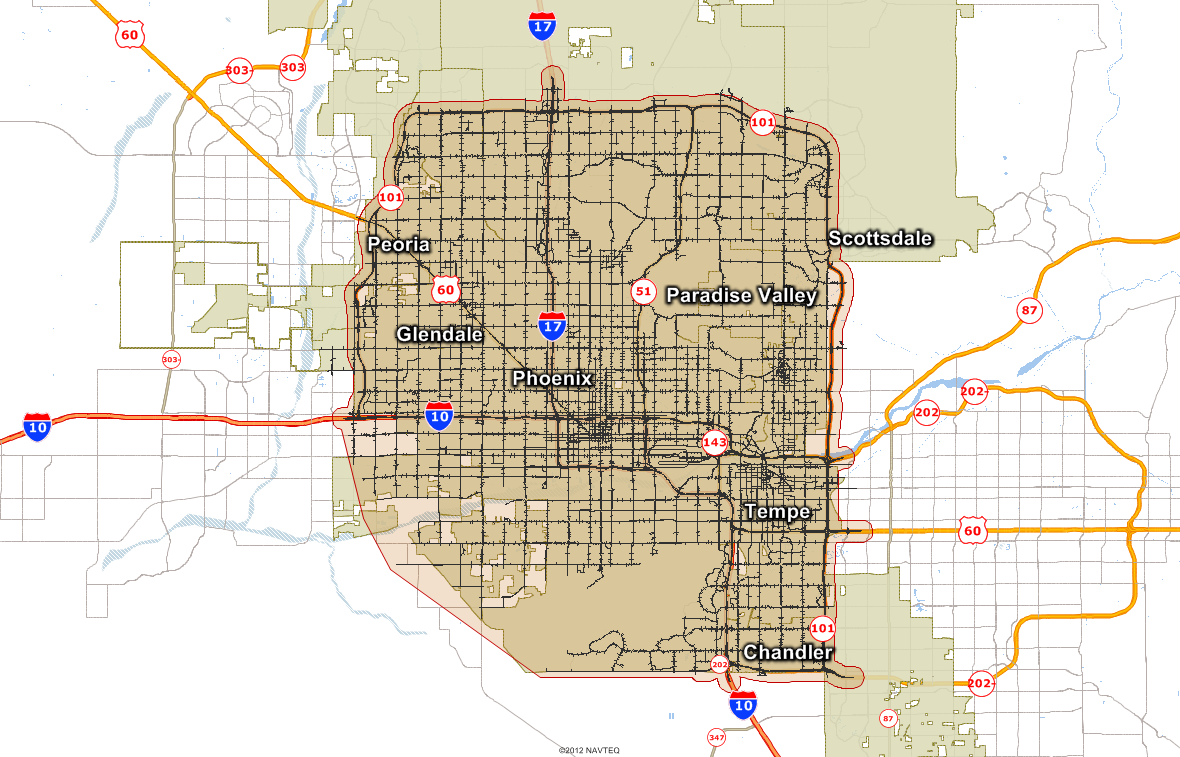 17
60
303-
303
101
101
Peoria
Scottsdale
60
51
Paradise Valley
87
17
Glendale
303-
Phoenix
202-
202
10
10
143
Tempe
60
101
Chandler
202
202-
10
87
347
©2012 NAVTEQ